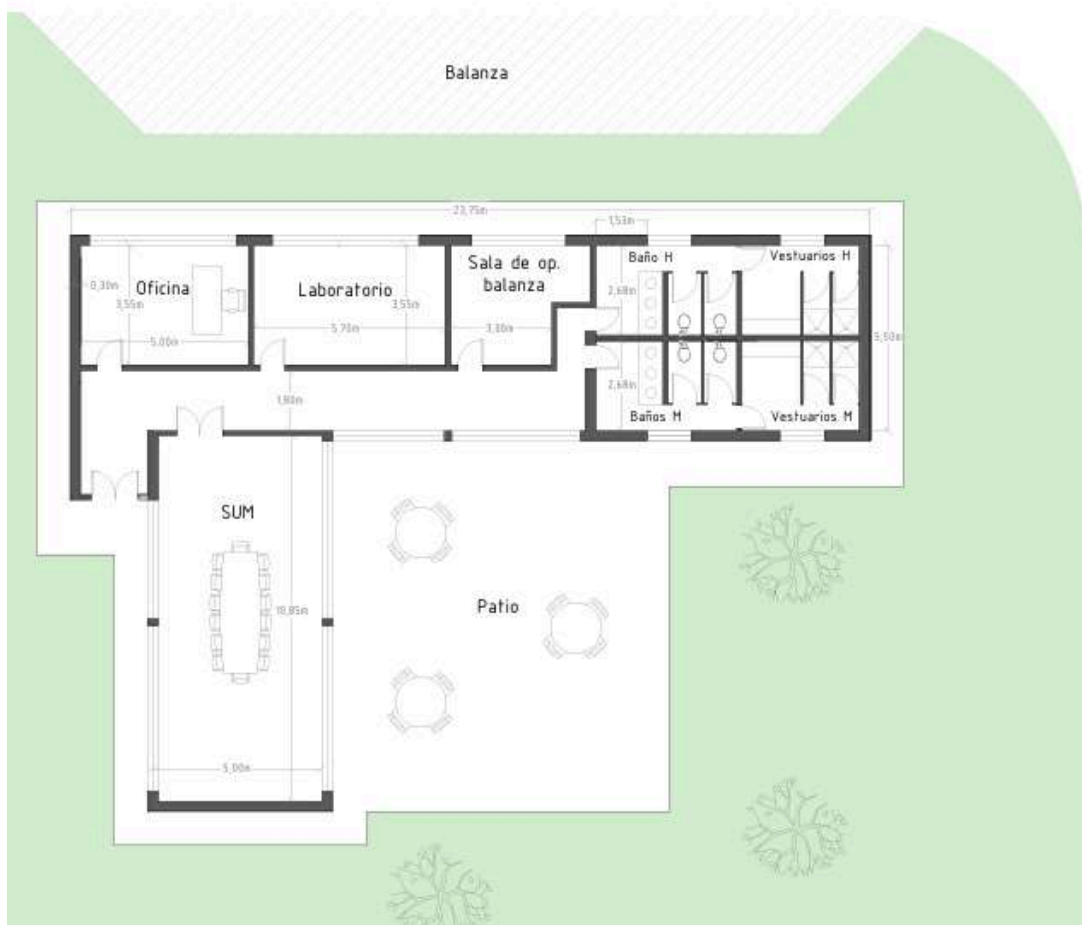 Balanza
23,75m
1,53m
Baño H
Vestuarios H
Sala de op.
balanza
Oficina
Laboratorio
0,30m
3,55m
3,55m
2,68m
5,00m
5,70m
3,00m
5,50m
2,68m
1,80m
Baños M
Vestuarios M
SUM
Patio
10,85m
5,00m